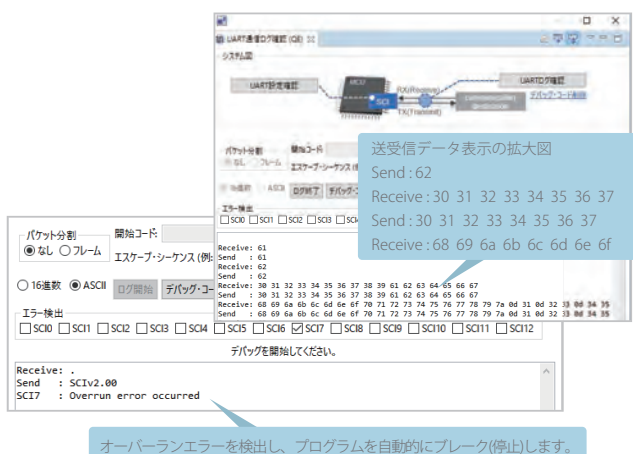 UART通信ログ確認 (QE)
システム図
UART設定確認
MCU
SCI
RX(Receive)
TX(Transmit)
UARTログ確認
デバッグ・コード削除
パケット分割
開始コード:
なし フレーム
エスケープ・シーケンス (例:
16進数 ASCII ログ終了 デバッグ・コ
エラー検出
SCI0 SCI1 SCI2 SCI3 SCI4
Receive: 61
Send : 61
Receive: 62
Send : 62
Receive: 30 31 32 33 34 35 36 37 38 39 61 62 63 64 65 66 67
Send : 30 31 32 33 34 35 36 37 38 39 61 62 63 64 65 66 67
Receive: 68 69 6a 6b 6c 6d 6e 6f 70 71 72 73 74 75 76 77 78 79 7a 0d 31 0d 32 33 0d 34 35
Send : 68 69 6a 6b 6c 6d 6e 6f 70 71 72 73 74 75 76 77 78 79 7a 0d 31 0d 32 33 0d 34 35
送受信データ表示の拡大図
Send : 62
Receive : 30 31 32 33 34 35 36 37
Send : 30 31 32 33 34 35 36 37
Receive : 68 69 6a 6b 6c 6d 6e 6f
パケット分割
開始コード:
なし フレーム
エスケープ・シーケンス (例:
16進数 ASCII ログ開始 デバッグ・コー
エラー検出
SCI0 SCI1 SCI2 SCI3 SCI4 SCI5 SCI6 SCI7 SCI8 SCI9 SCI10 SCI11 SCI12
デバッグを開始してください。
Receive: .
Send : SCIv2.00
SCI7 : Overrun error occurred
オーバーランエラーを検出し、プログラムを自動的にブレーク(停止)します。